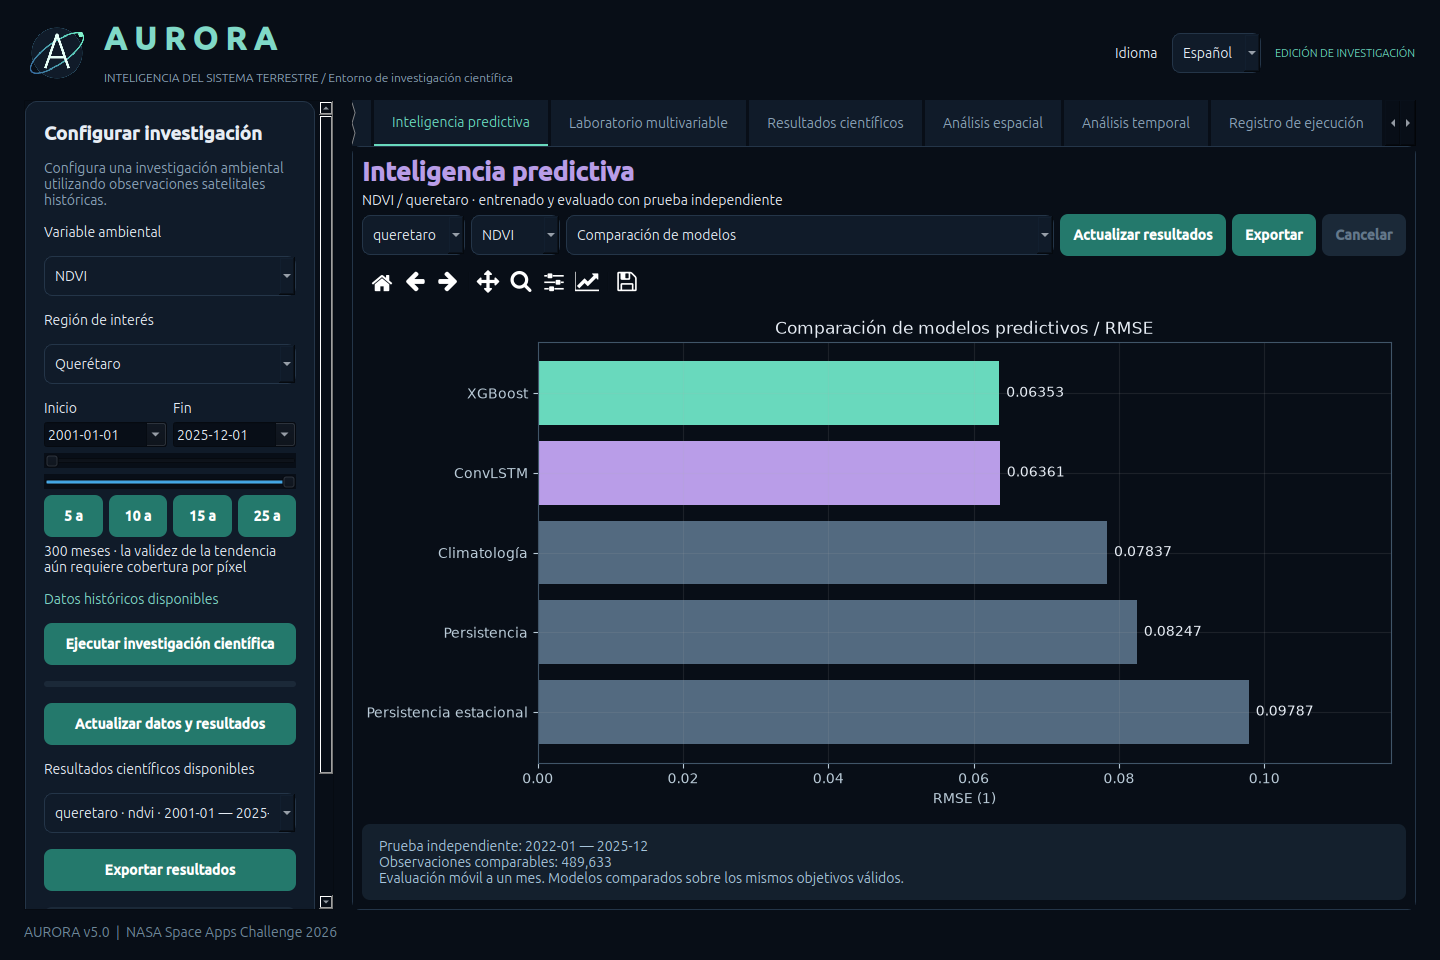 AURORA
INTELIGENCIA DEL SISTEMA TERRESTRE / Entorno de investigación científica
Idioma
Español
EDICIÓN DE INVESTIGACIÓN
Configurar investigación
Configura una investigación ambiental
utilizando observaciones satelitales
históricas.
Variable ambiental
NDVI
Región de interés
Querétaro
Inicio Fin
2001-01-01 2025-12-01
5 a 10 a 15 a 25 a
300 meses · la validez de la tendencia
aún requiere cobertura por píxel
Datos históricos disponibles
Ejecutar investigación científica
Actualizar datos y resultados
Resultados científicos disponibles
queretaro · ndvi · 2001-01 — 2025-
Exportar resultados
Inteligencia predictiva Laboratorio multivariable Resultados científicos Análisis espacial Análisis temporal Registro de ejecución
Inteligencia predictiva
NDVI / queretaro · entrenado y evaluado con prueba independiente
queretaro NDVI Comparación de modelos Actualizar resultados Exportar Cancelar
Comparación de modelos predictivos / RMSE
XGBoost 0.06353
ConvLSTM 0.06361
Climatología 0.07837
Persistencia 0.08247
Persistencia estacional 0.09787
0.00 0.02 0.04 0.06 0.08 0.10
RMSE (1)
Prueba independiente: 2022-01 — 2025-12
Observaciones comparables: 489,633
Evaluación móvil a un mes. Modelos comparados sobre los mismos objetivos válidos.
AURORA v5.0 | NASA Space Apps Challenge 2026